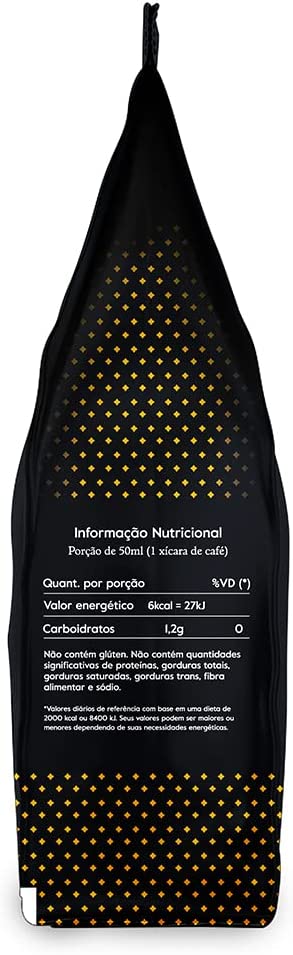 Informação Nutricional
Porção de 50ml (1 xícara de café)
Quant. por porção %VD (*)
Valor energético 6kcal = 27kJ
Carboidratos 1,2g 0
Não contém glúten. Não contém quantidades
significativas de proteínas, gorduras totais,
gorduras saturadas, gorduras trans, fibra
alimentar e sódio.
*Valores diários de referência com base em uma dieta de
2000 kcal ou 8400 kJ. Seus valores podem ser maiores ou
menores dependendo de suas necessidades energéticas.